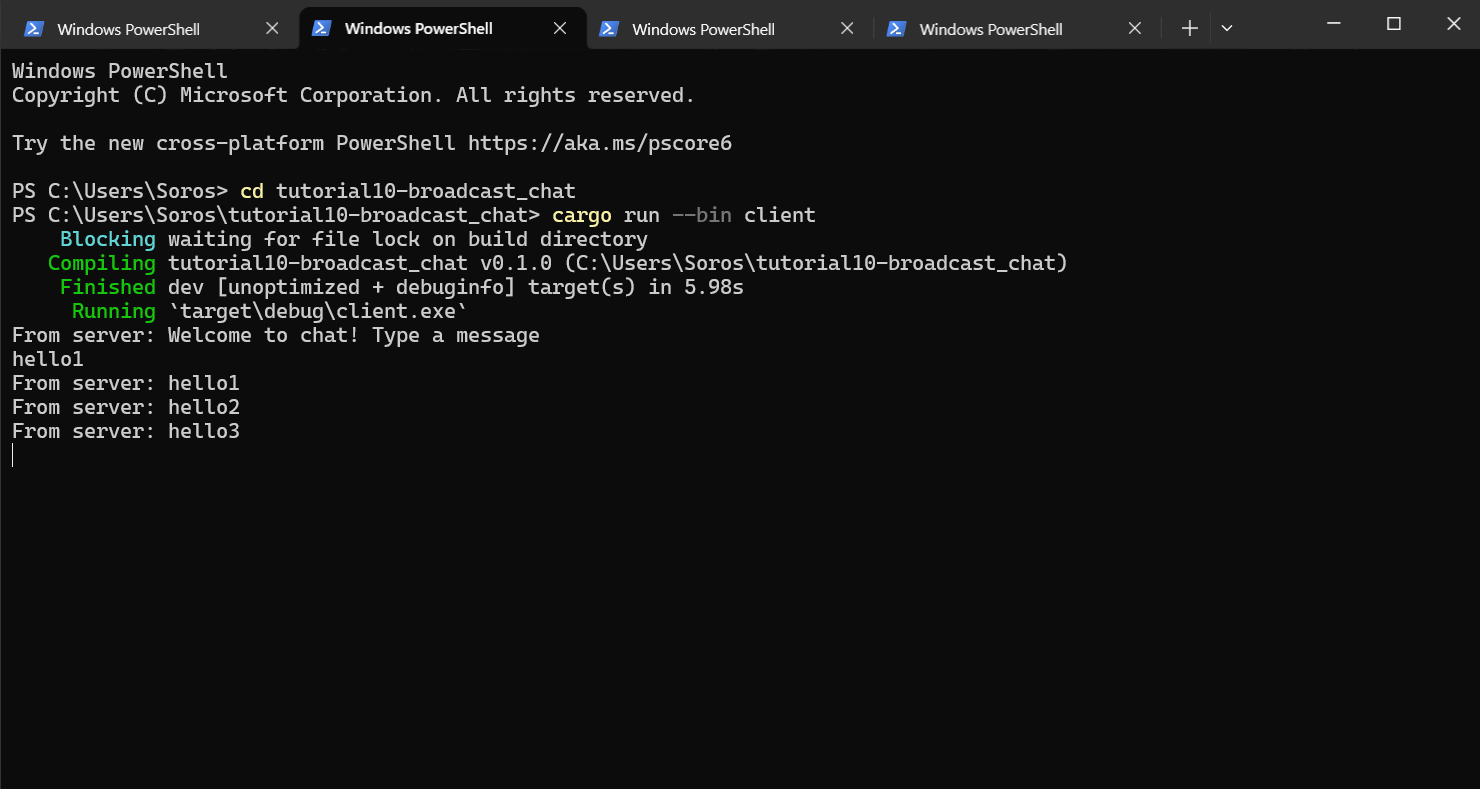 Windows PowerShell
Windows PowerShell
Windows PowerShell
Windows PowerShell
Windows PowerShell
Copyright (C) Microsoft Corporation. All rights reserved.
Try the new cross-platform PowerShell https://aka.ms/pscore6
PS C:\Users\Soros> cd tutorial10-broadcast_chat
PS C:\Users\Soros\tutorial10-broadcast_chat> cargo run --bin client
Blocking waiting for file lock on build directory
Compiling tutorial10-broadcast_chat v0.1.0 (C:\Users\Soros\tutorial10-broadcast_chat)
Finished dev [unoptimized + debuginfo] target(s) in 5.98s
Running `target\debug\client.exe`
From server: Welcome to chat! Type a message
hello1
From server: hello1
From server: hello2
From server: hello3